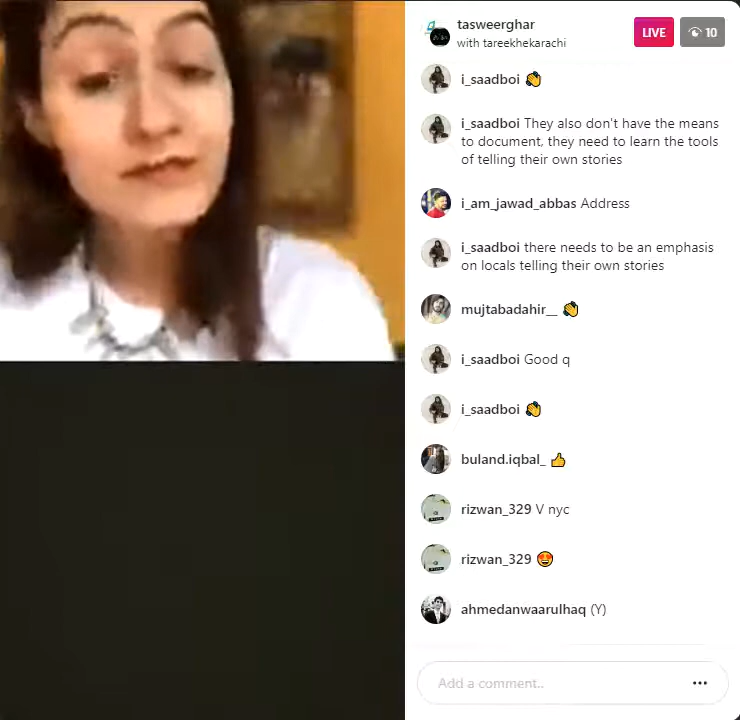 tasweerghar
with tareekhekarachi
LIVE
10
i_saadboi 👏
i_saadboi They also don't have the means
to document, they need to learn the tools
of telling their own stories
i_am_jawad_abbas Address
i_saadboi there needs to be an emphasis
on locals telling their own stories
mujtabadahir__ 👏
i_saadboi Good q
i_saadboi 👏
buland.iqbal_ 👍
rizwan_329 V nyc
rizwan_329 😍
ahmedanwaarulhaq (Y)
Add a comment..